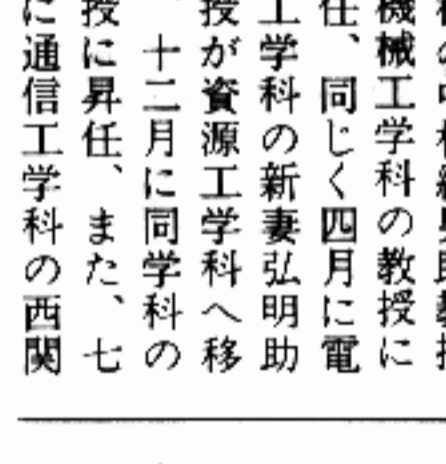 機械工学科の教授に
任、同じく四月に電
工学科の新妻弘明助
授が資源工学科へ移
、十二月に同学科の
授に昇任、また、七
に通信工学科の西関